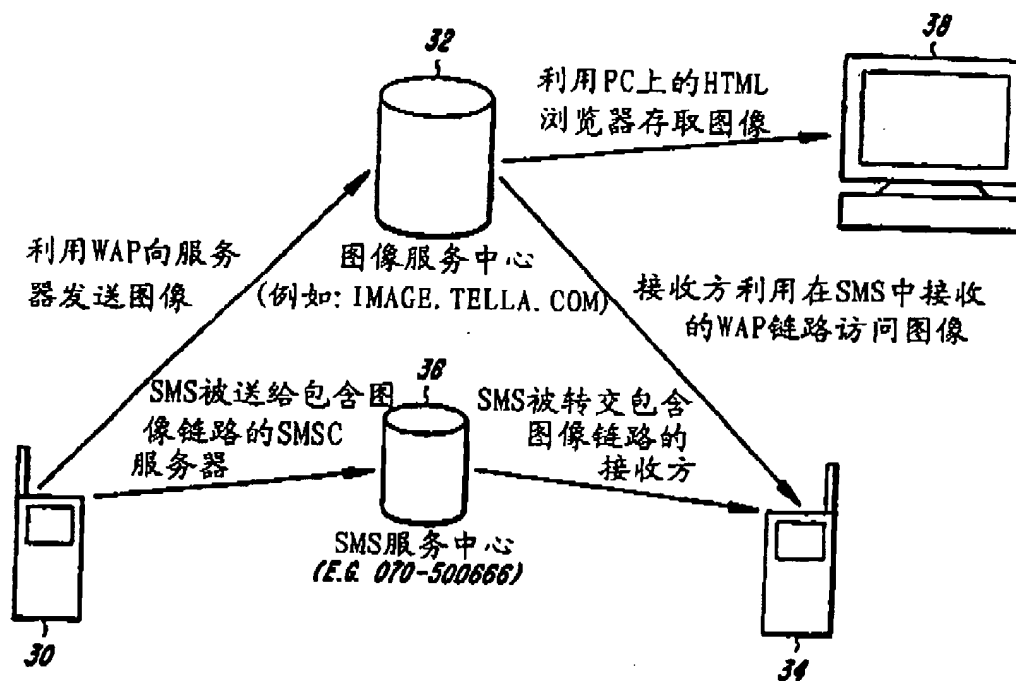 32
38
利用PC上的HTML
浏览器存取图像
利用WAP向服务
器发送图像
图像服务中心
(例如: IMAGE.TELLA.COM)
接收方利用在SMS中接收
的WAP链路访问图像
36
SMS被送给包含图
像链路的SMSC
服务器
SMS被转交包含
图像链路的
接收方
SMS服务中心
(E.G. 070-500666)
30
34